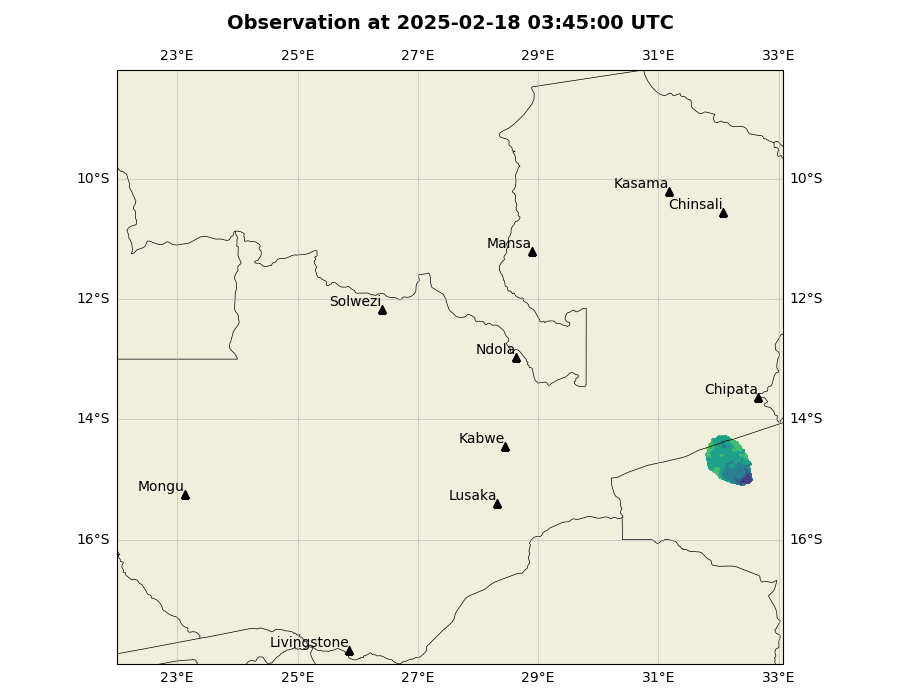 Observation at 2025-02-18 03:45:00 UTC
23°E 25°E 27°E 29°E 31°E 33°E
10°S 10°S
Kasama
Chinsali
Mansa
12°S 12°S
Solwezi
Ndola
Chipata
14°S 14°S
Kabwe
Mongu
Lusaka
16°S 16°S
Livingstone
23°E 25°E 27°E 29°E 31°E 33°E